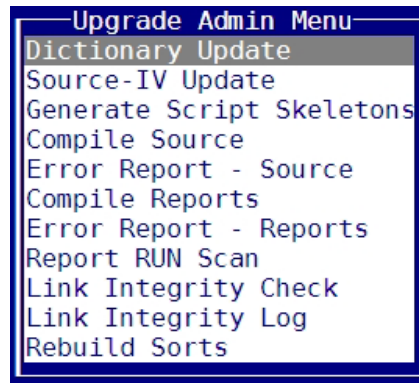 Upgrade Admin Menu
Dictionary Update
Source-IV Update
Generate Script Skeletons
Compile Source
Error Report - Source
Compile Reports
Error Report - Reports
Report RUN Scan
Link Integrity Check
Link Integrity Log
Rebuild Sorts